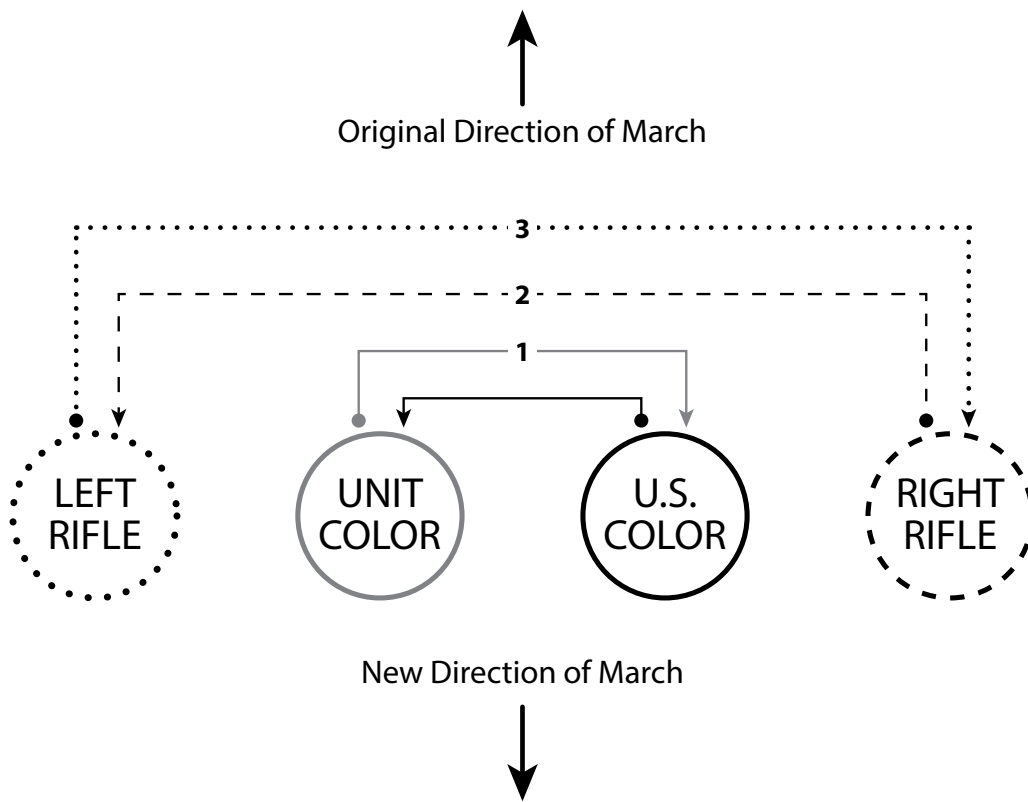 Original Direction of March
3
2
1
LEFT
RIFLE
UNIT
COLOR
U.S.
COLOR
RIGHT
RIFLE
New Direction of March